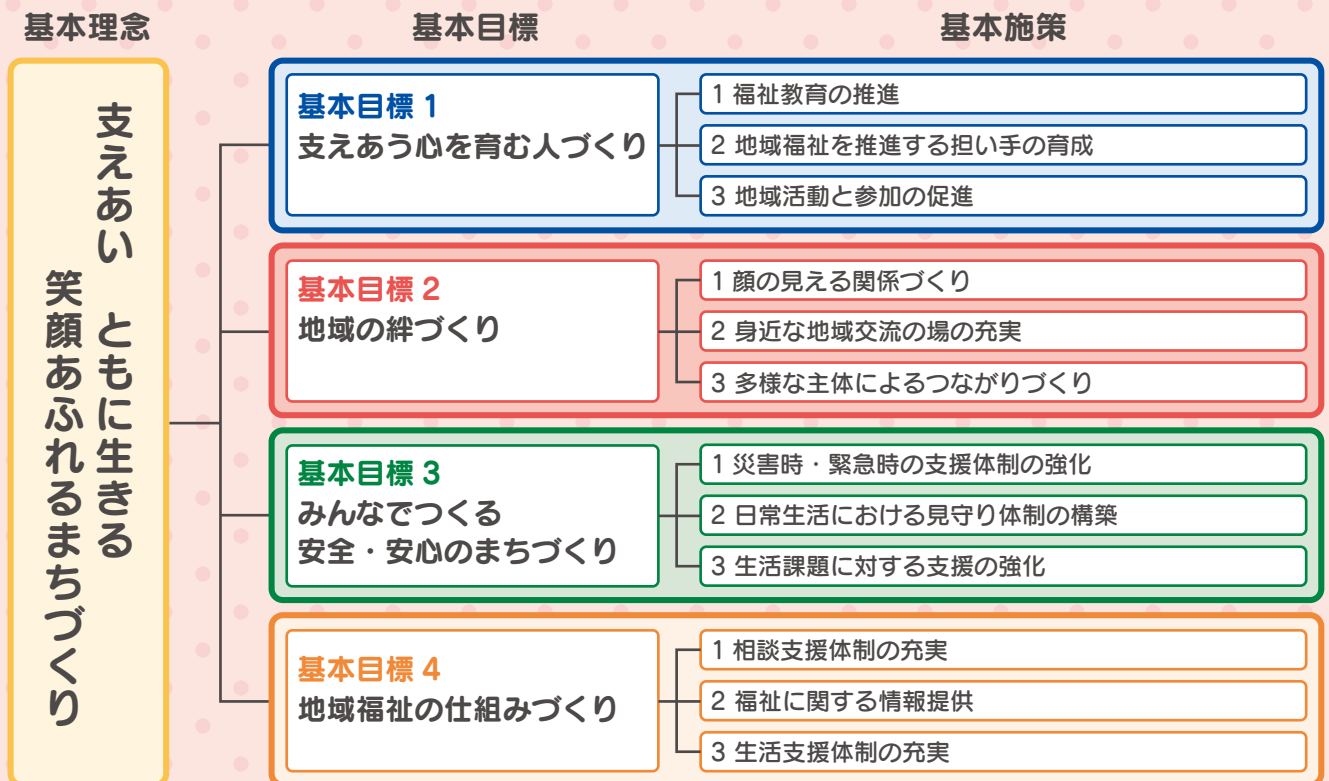 基本理念
基本目標
基本施策
支えあい　ともに生きる
笑顔あふれるまちづくり
基本目標 1
支えあう心を育む人づくり
1 福祉教育の推進
2 地域福祉を推進する担い手の育成
3 地域活動と参加の促進
基本目標 2
地域の絆づくり
1 顔の見える関係づくり
2 身近な地域交流の場の充実
3 多様な主体によるつながりづくり
基本目標 3
みんなでつくる
安全・安心のまちづくり
1 災害時・緊急時の支援体制の強化
2 日常生活における見守り体制の構築
3 生活課題に対する支援の強化
基本目標 4
地域福祉の仕組みづくり
1 相談支援体制の充実
2 福祉に関する情報提供
3 生活支援体制の充実